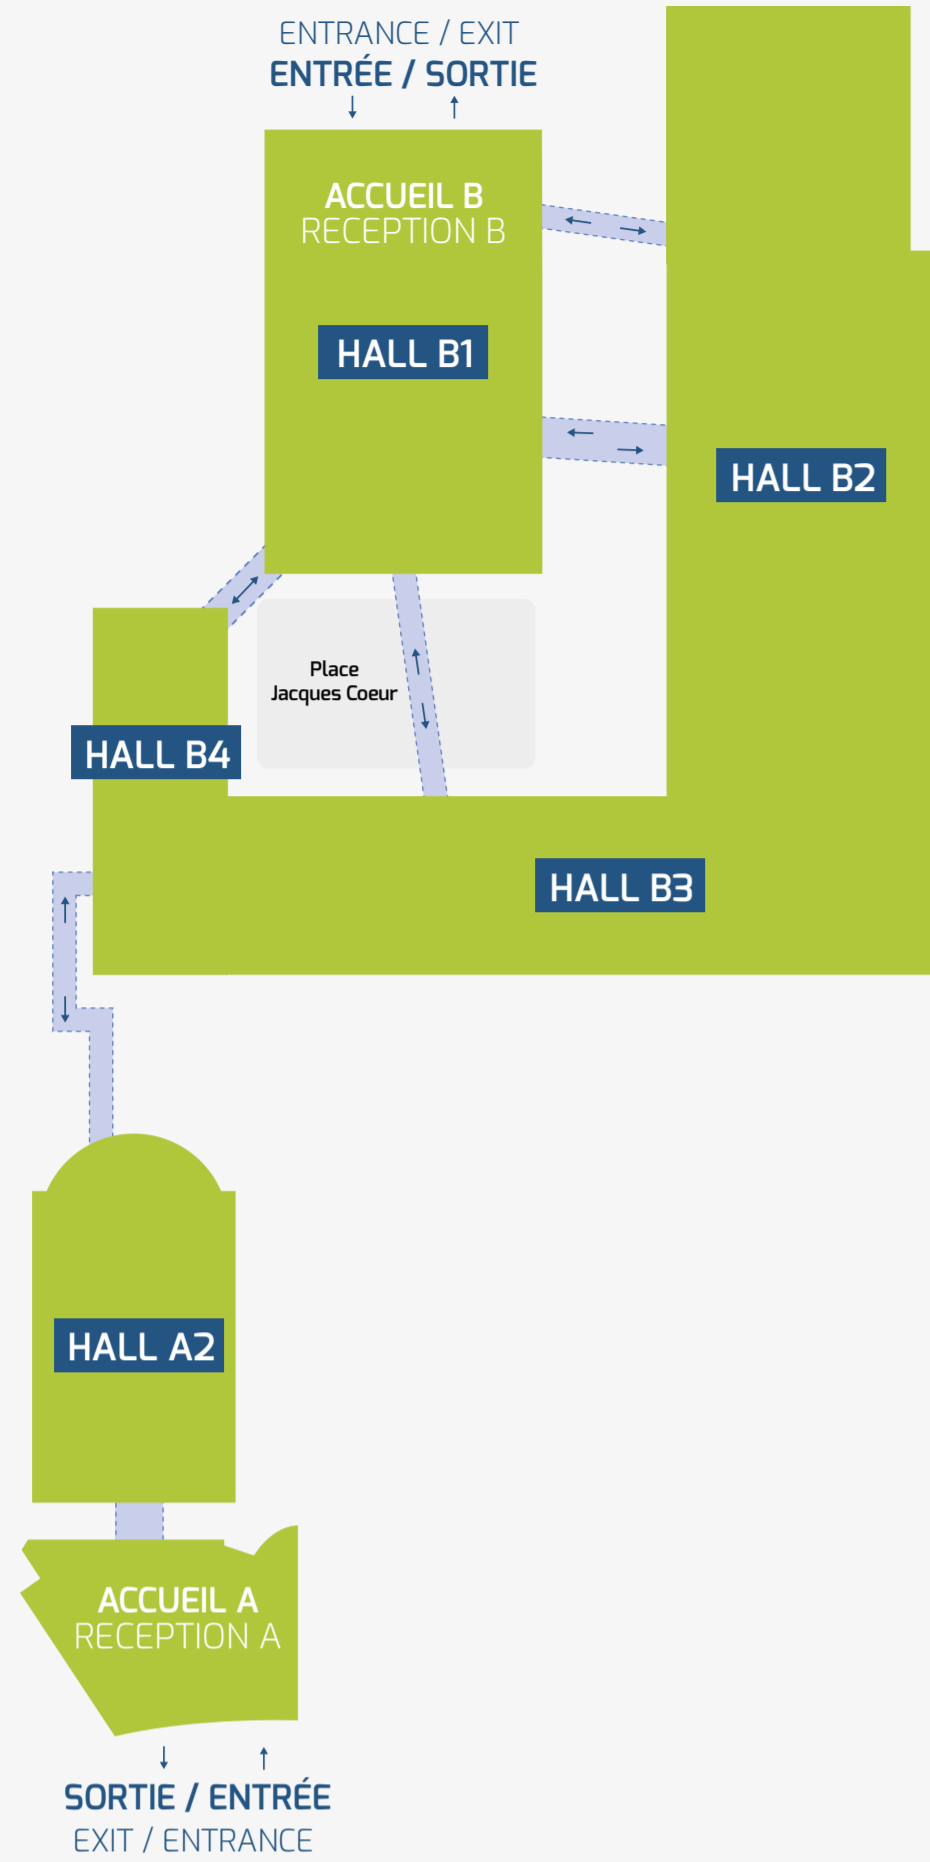 ENTRANCE / EXIT
ENTRÉE / SORTIE
ACCUEIL B
RECEPTION B
HALL B1
HALL B2
Place
Jacques Coeur
HALL B4
HALL B3
HALL A2
ACCUEIL A
RECEPTION A
SORTIE / ENTRÉE
EXIT / ENTRANCE